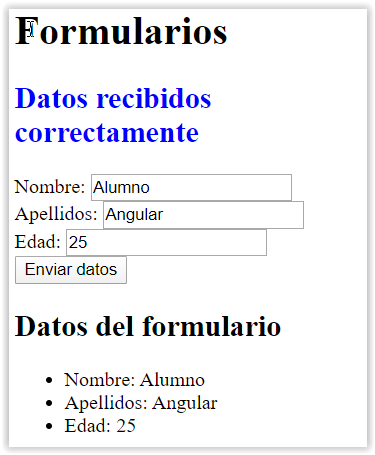 Formularios
Datos recibidos
correctamente
Nombre: Alumno
Apellidos: Angular
Edad: 25
Enviar datos
Datos del formulario
• Nombre: Alumno
• Apellidos: Angular
• Edad: 25